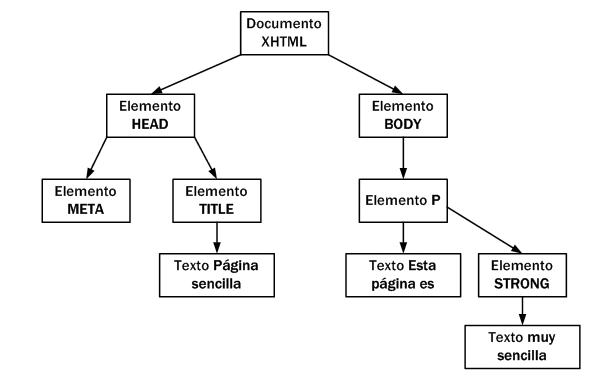 Documento
XHTML
Elemento
HEAD
Elemento
BODY
Elemento
META
Elemento
TITLE
Elemento P
Texto Página
sencilla
Texto Esta
página es
Elemento
STRONG
Texto muy
sencilla